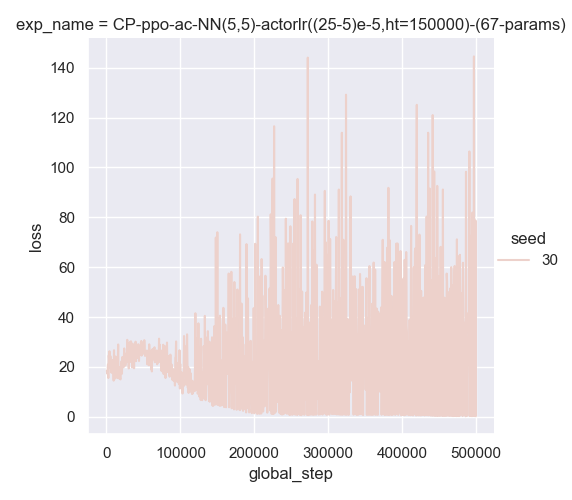 exp_name = CP-ppo-ac-NN(5,5)-actorlr((25-5)e-5,ht=150000)-(67-params)
140
120
100
80
60
40
20
0
loss
0 100000 200000 300000 400000 500000
global_step
seed
30